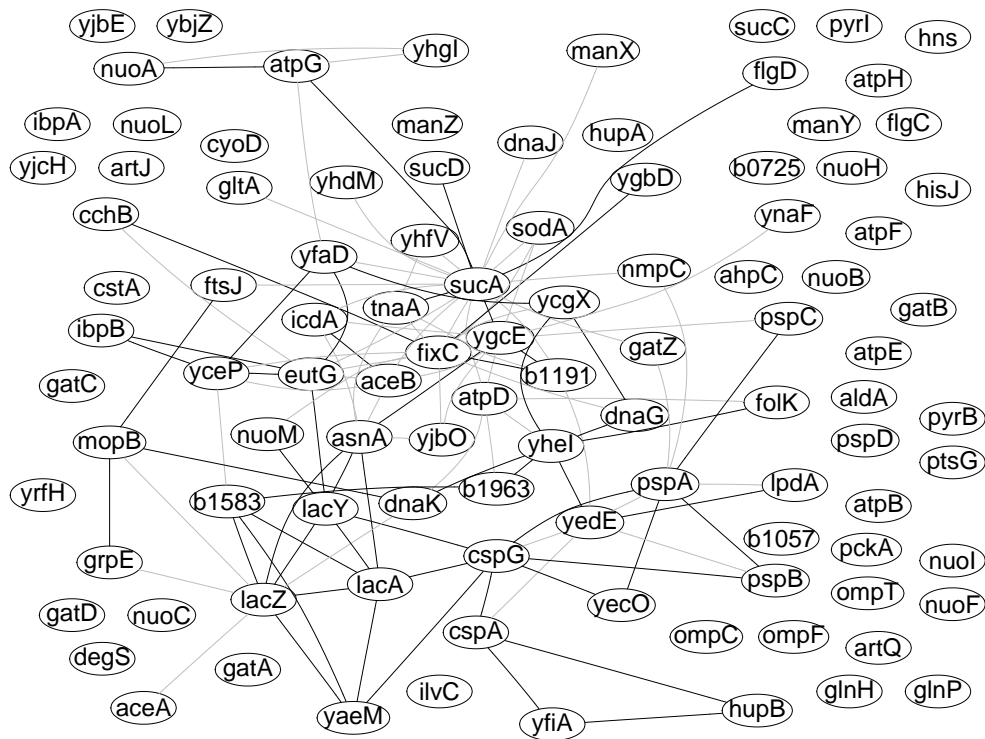 yjbE
ybjZ
sucC
pyrI
hns
nuoA
atpG
yhgI
manX
flgD
atpH
ibpA
nuoL
cyoD
manZ
dnaJ
hupA
manY
flgC
yjcH
artJ
gltA
yhdM
sucD
ygbD
b0725
nuoH
hisJ
cchB
yfaD
yhfV
sodA
ynaF
atpF
cstA
ftsJ
icdA
tnaA
sucA
ycgX
nmpC
ahpC
nuoB
gatB
ibpB
yceP
eutG
fixC
ygcE
gatZ
pspC
atpE
gatC
aceB
b1191
atpD
dnaG
folK
aldA
pyrB
mopB
nuoM
asnA
yjbO
yheI
pspD
ptsG
yrfH
b1583
lacY
dnaK
b1963
pspA
lpdA
yedE
atpB
grpE
lacZ
lacA
cspG
yecO
b1057
pspB
pckA
nuoI
gatD
nuoC
cspA
ompT
nuoF
degS
gatA
ompC
ompF
artQ
aceA
yaeM
ilvC
yfiA
hupB
glnH
glnP